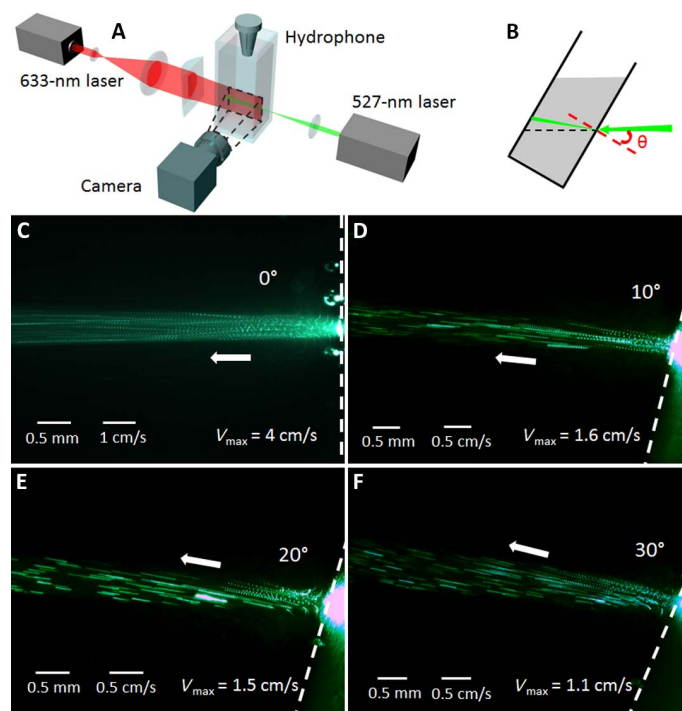 A
Hydrophone
B
633-nm laser
527-nm laser
Camera
θ
C
0°
0.5 mm
1 cm/s
Vmax = 4 cm/s
D
10°
0.5 mm
0.5 cm/s
Vmax = 1.6 cm/s
E
20°
0.5 mm
0.5 cm/s
Vmax = 1.5 cm/s
F
30°
0.5 mm
0.5 cm/s
Vmax = 1.1 cm/s